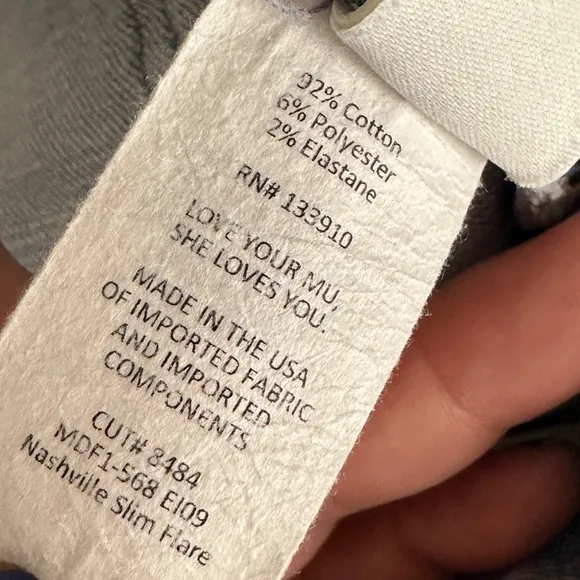 92% Cotton
6% Polyester
2% Elastane
RN# 133910
LOVE YOUR MU,
SHE LOVES YOU.
MADE IN THE USA
OF IMPORTED FABRIC
AND IMPORTED
COMPONENTS
CUT# 8484
MDF1-568 EI09
Nashville Slim Flare